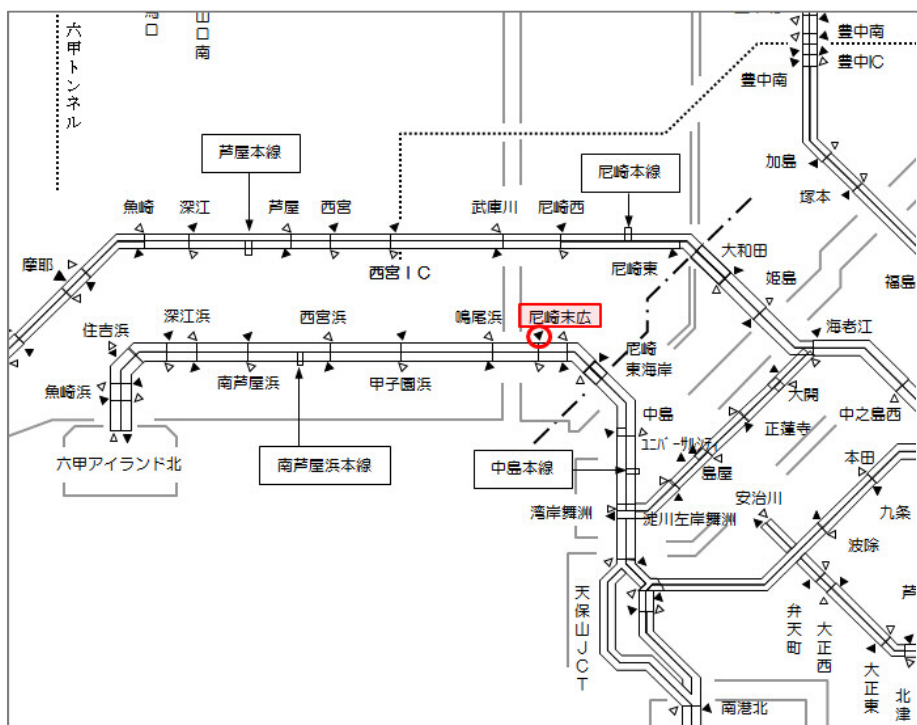 六甲トンネル
山口南
豊中南
豊中IC
豊中南
加島
塚本
福島
芦屋本線
尼崎本線
魚崎
深江
芦屋
西宮
武庫川
尼崎西
摩耶
西宮IC
尼崎東
大和田
姫島
海老江
住吉浜
深江浜
西宮浜
鳴尾浜
尼崎末広
尼崎
東海岸
魚崎浜
南芦屋浜
甲子園浜
中島
大開
中之島西
正蓮寺
ユニバーサルシティ
島屋
本田
六甲アイランド北
南芦屋浜本線
中島本線
安治川
九条
湾岸舞洲
淀川左岸舞洲
波除
天保山JCT
弁天町
大正西
大正東
芦
北津
南港北